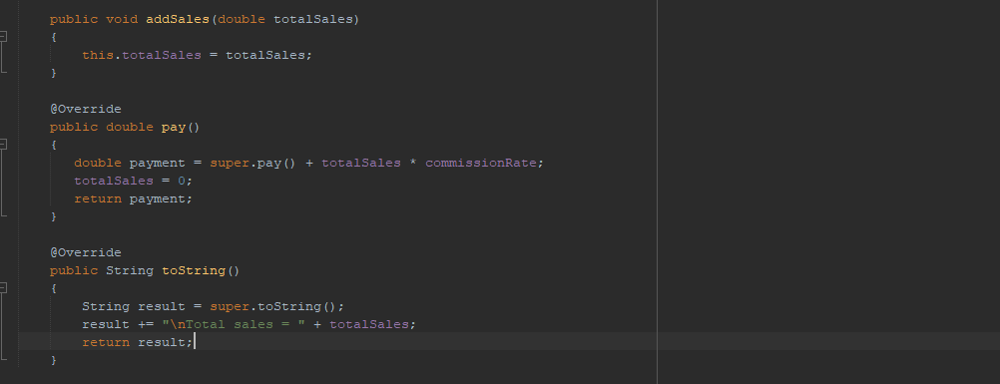 public void addSales(double totalSales)
{
this.totalSales = totalSales;
}
@Override
public double pay()
{
double payment = super.pay() + totalSales * commissionRate;
totalSales = 0;
return payment;
}
@Override
public String toString()
{
String result = super.toString();
result += "\nTotal sales = " + totalSales;
return result;
}